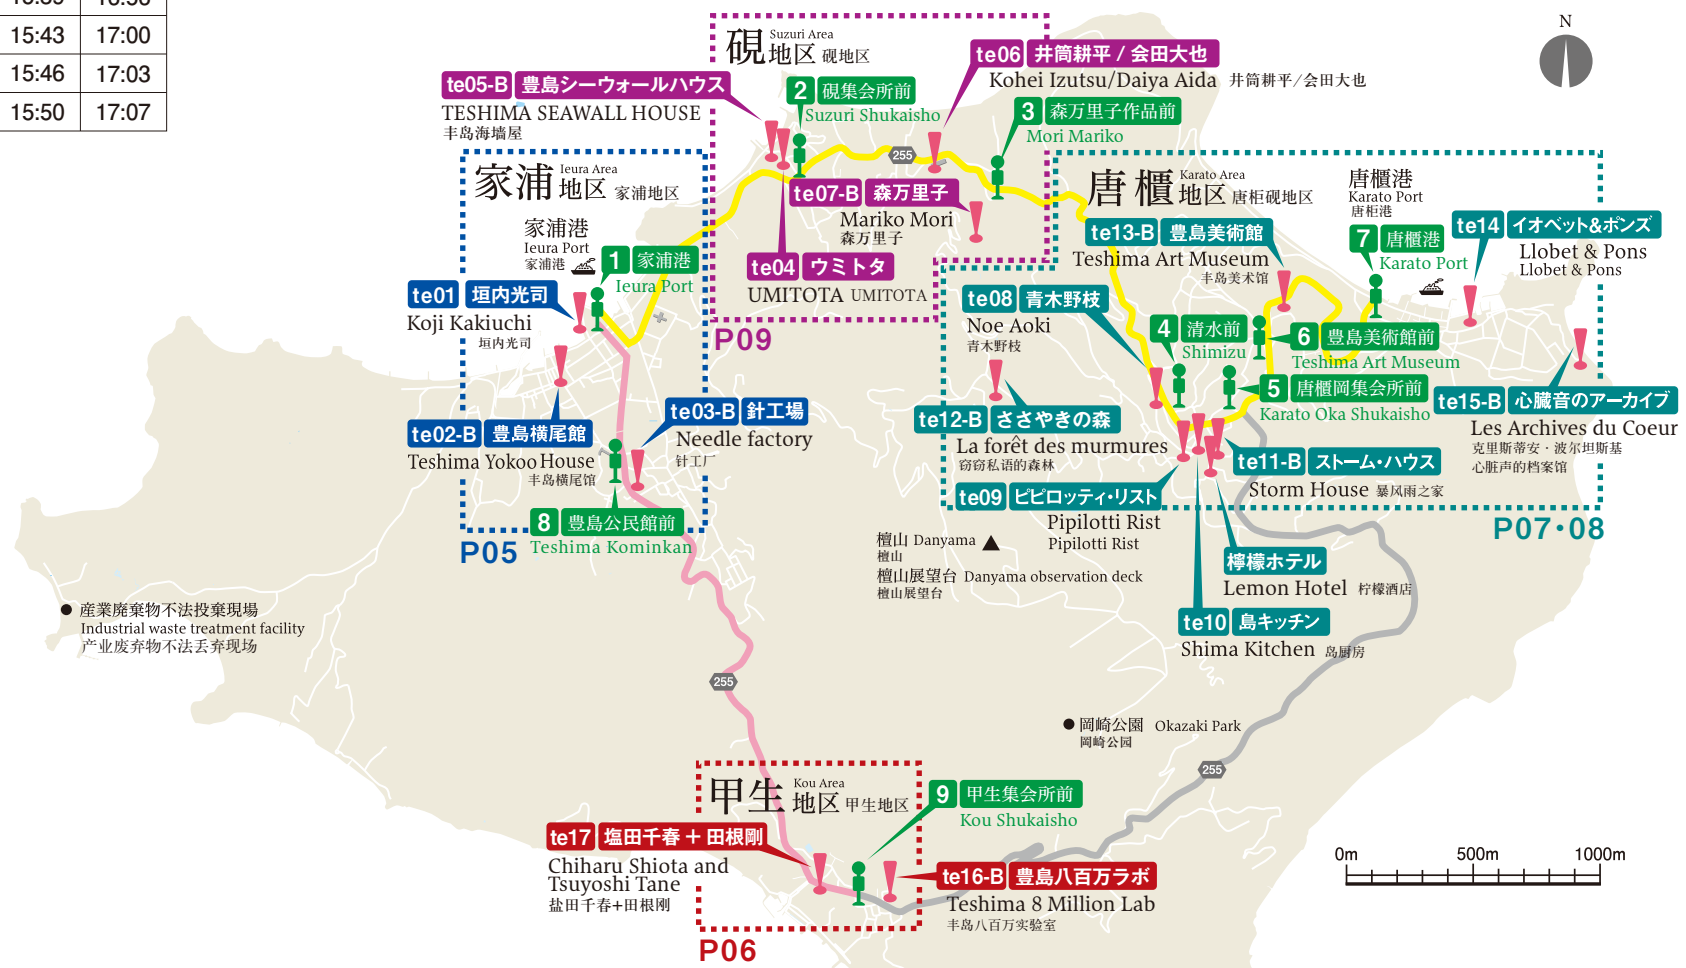 15:43 17:00
15:46 17:03
15:50 17:07
N
硯地区 Suzuri Area 砚地区
te06 井筒耕平 / 会田大也
Kohei Izutsu/Daiya Aida 井筒耕平/会田大也
te05-B 豊島シーウォールハウス
TESHIMA SEAWALL HOUSE
丰岛海墙屋
2 硯集会所前
Suzuri Shukaisho
3 森万里子作品前
Mori Mariko
255
te07-B 森万里子
Mariko Mori
森万里子
te04 ウミトタ
UMITOTA UMITOTA
P09
家浦地区 Ieura Area 家浦地区
家浦港
Ieura Port
家浦港
1 家浦港
Ieura Port
te01 垣内光司
Koji Kakiuchi
垣内光司
te02-B 豊島横尾館
Teshima Yokoo House
丰岛横尾馆
te03-B 針工場
Needle factory
针工厂
8 豊島公民館前
Teshima Kominkan
P05
唐櫃地区 Karato Area 唐柜砚地区
唐櫃港
Karato Port
唐柜港
te13-B 豊島美術館
Teshima Art Museum
丰岛美术馆
7 唐櫃港
Karato Port
te14 イオベット&ポンズ
Llobet & Pons
Llobet & Pons
te08 青木野枝
Noe Aoki
青木野枝
4 清水前
Shimizu
6 豊島美術館前
Teshima Art Museum
5 唐櫃岡集会所前
Karato Oka Shukaisho
te15-B 心臓音のアーカイブ
Les Archives du Coeur
克里斯蒂安・波尔坦斯基
心脏声的档案馆
te12-B ささやきの森
La forêt des murmures
窃窃私语的森林
te11-B ストーム・ハウス
Storm House 暴风雨之家
te09 ピピロッティ・リスト
Pipilotti Rist
Pipilotti Rist
P07・08
檸檬ホテル
Lemon Hotel 柠檬酒店
te10 島キッチン
Shima Kitchen 岛厨房
檀山 Danyama
檀山
檀山展望台 Danyama observation deck
檀山展望台
産業廃棄物不法投棄現場
Industrial waste treatment facility
产业废弃物不法丢弃现场
255
岡崎公園 Okazaki Park
岡崎公园
255
甲生地区 Kou Area 甲生地区
9 甲生集会所前
Kou Shukaisho
te17 塩田千春 + 田根剛
Chiharu Shiota and
Tsuyoshi Tane
盐田千春+田根刚
te16-B 豊島八百万ラボ
Teshima 8 Million Lab
丰岛八百万实验室
P06
0m 500m 1000m